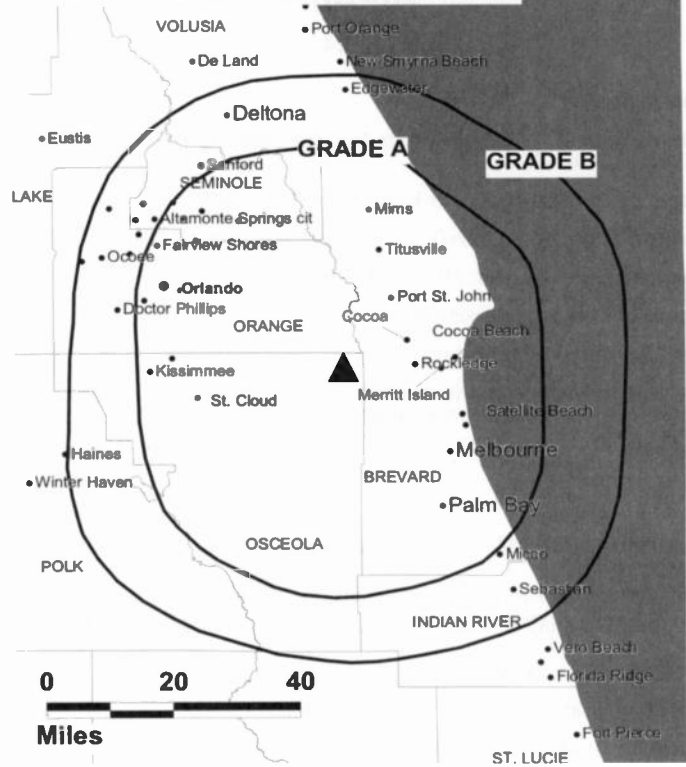 VOLUSIA
Port Orange
De Land
New Smyrna Beach
Edgewater
Deltona
Eustis
GRADE A
GRADE B
Sanford
SEMINOLE
LAKE
Mims
Altamonte Springs cit
Fairview Shores
Titusville
Ocoee
Orlando
Port St. John
Doctor Phillips
Cocoa
ORANGE
Cocoa Beach
Rockledge
Kissimmee
Merritt Island
St. Cloud
Satellite Beach
Melbourne
Haines
BREVARD
Winter Haven
Palm Bay
OSCEOLA
Micco
POLK
Sebastian
INDIAN RIVER
Vero Beach
Florida Ridge
0 20 40
Miles
Fort Pierce
ST. LUCIE